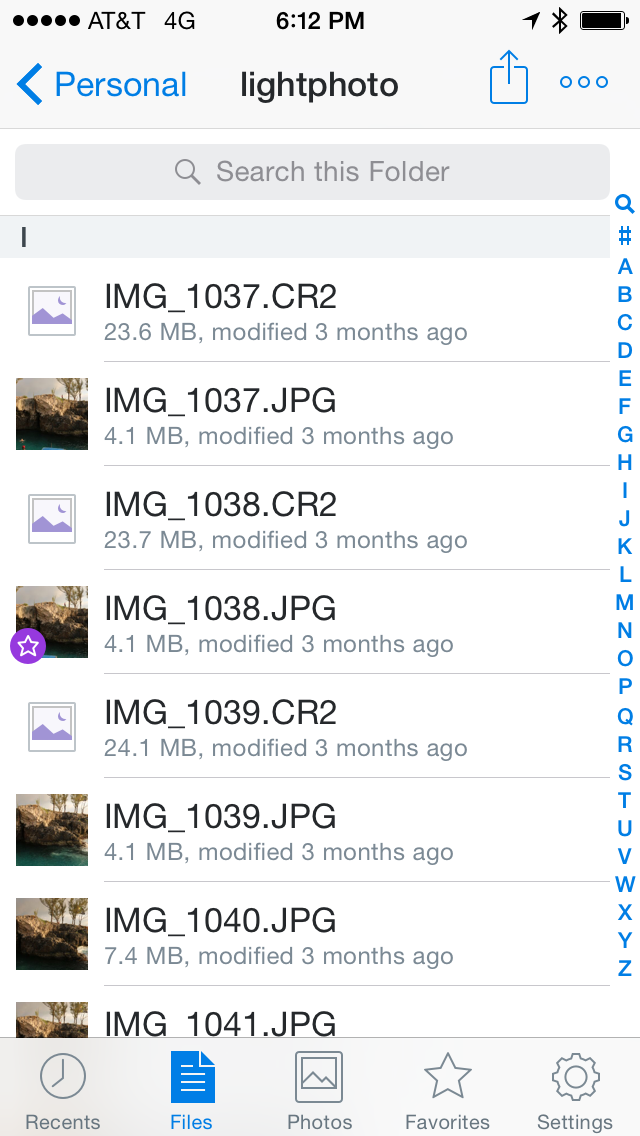 AT&T 4G 6:12 PM
Personal lightphoto
Search this Folder
I
IMG_1037.CR2
23.6 MB, modified 3 months ago
IMG_1037.JPG
4.1 MB, modified 3 months ago
IMG_1038.CR2
23.7 MB, modified 3 months ago
IMG_1038.JPG
4.1 MB, modified 3 months ago
IMG_1039.CR2
24.1 MB, modified 3 months ago
IMG_1039.JPG
4.1 MB, modified 3 months ago
IMG_1040.JPG
7.4 MB, modified 3 months ago
IMG_1041.JPG
#
A
B
C
D
E
F
G
H
I
J
K
L
M
N
O
P
Q
R
S
T
U
V
W
X
Y
Z
Recents Files Photos Favorites Settings